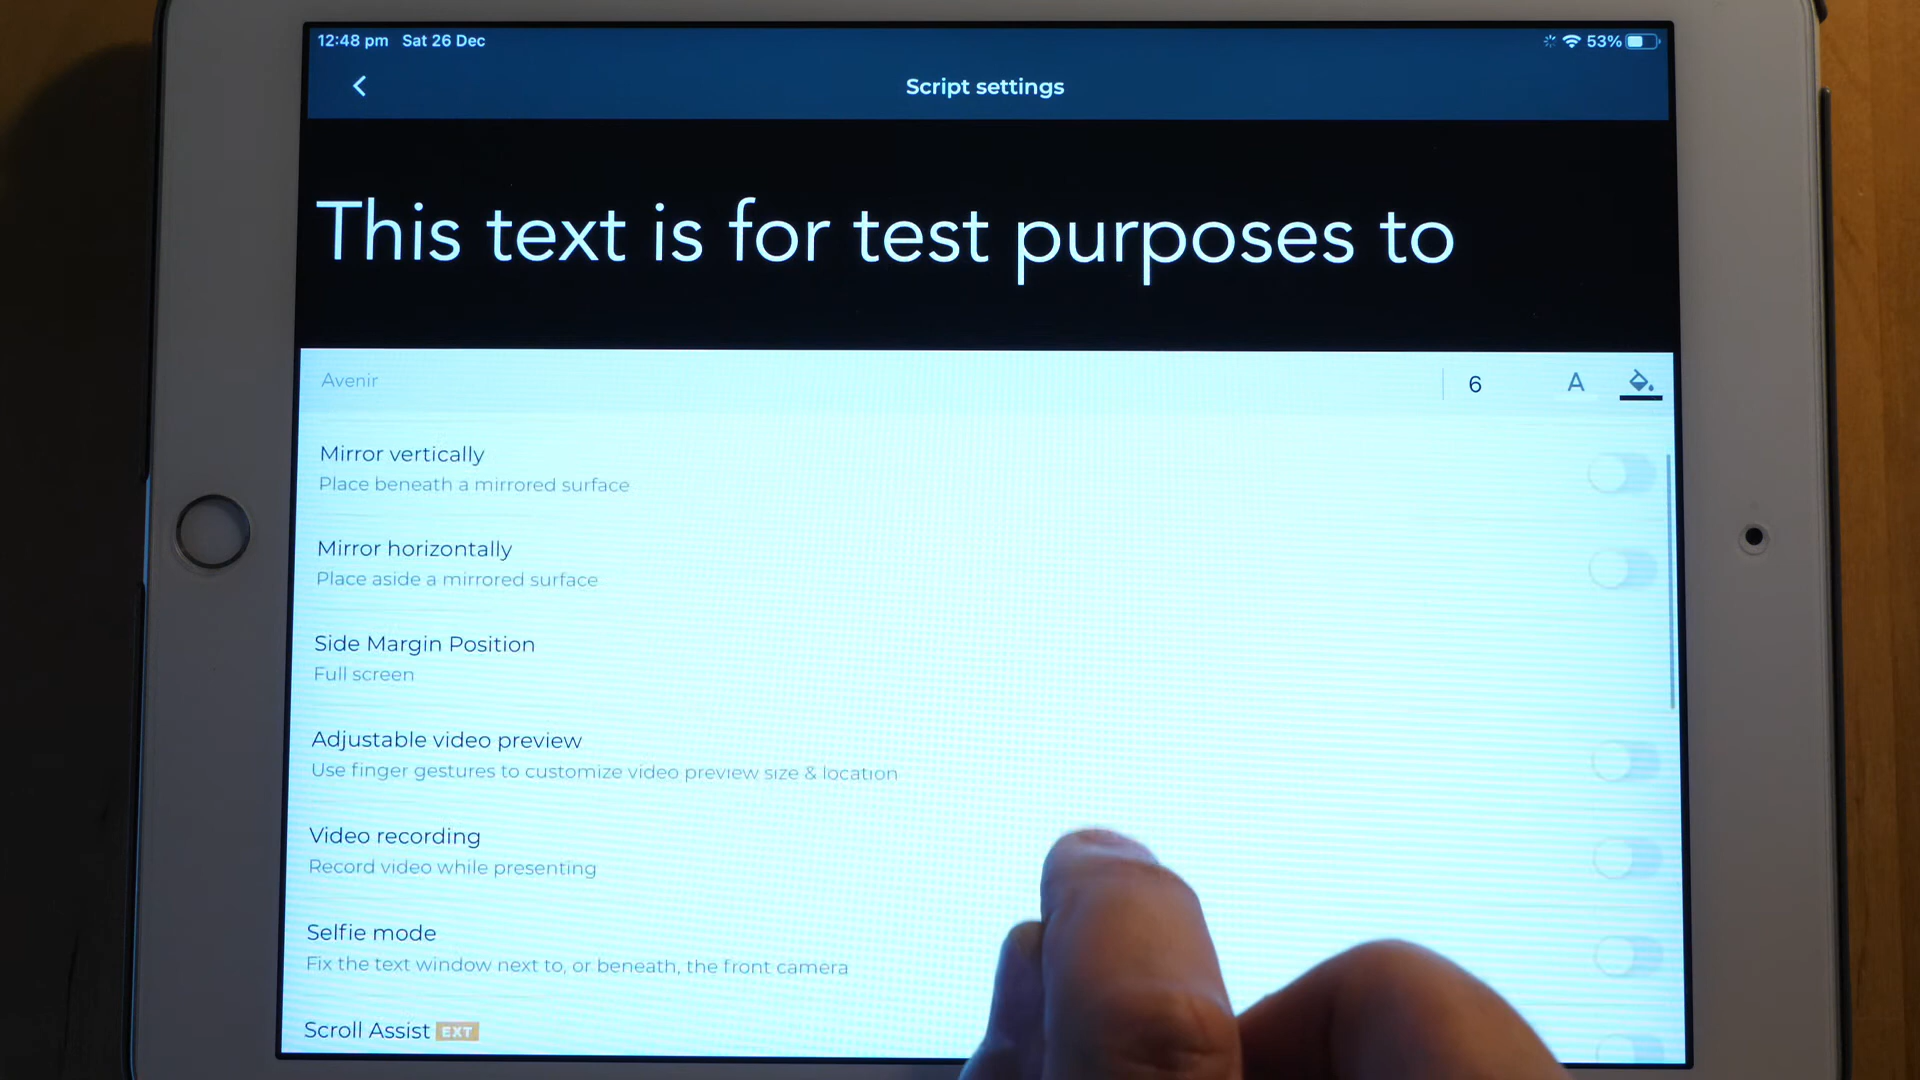 12:48 pm Sat 26 Dec 53%
Script settings
This text is for test purposes to
Avenir 6 A
Mirror vertically
Place beneath a mirrored surface
Mirror horizontally
Place aside a mirrored surface
Side Margin Position
Full screen
Adjustable video preview
Use finger gestures to customize video preview size & location
Video recording
Record video while presenting
Selfie mode
Fix the text window next to, or beneath, the front camera
Scroll Assist EXT